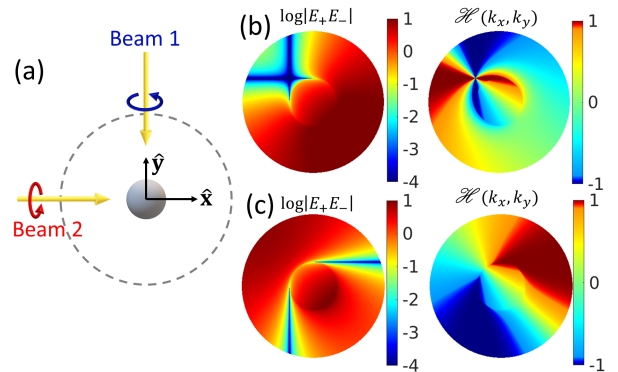 (a)
Beam 1
Beam 2
ŷ
x̂
(b)
log|E₊E₋|
1
0
-1
-2
-3
-4
ℋ(kₓ, kᵧ)
1
0
-1
(c)
log|E₊E₋|
1
0
-1
-2
-3
-4
ℋ(kₓ, kᵧ)
1
0
-1